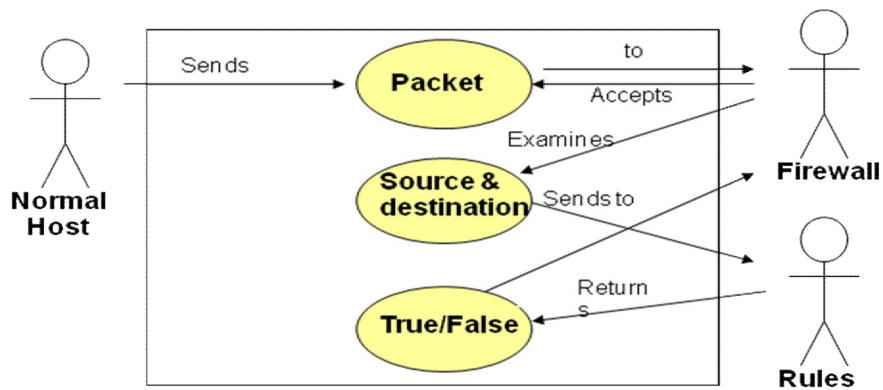 Sends
to
Packet
Accepts
Examines
Firewall
Normal
Host
Source &
destination
Sends to
Return
s
True/False
Rules